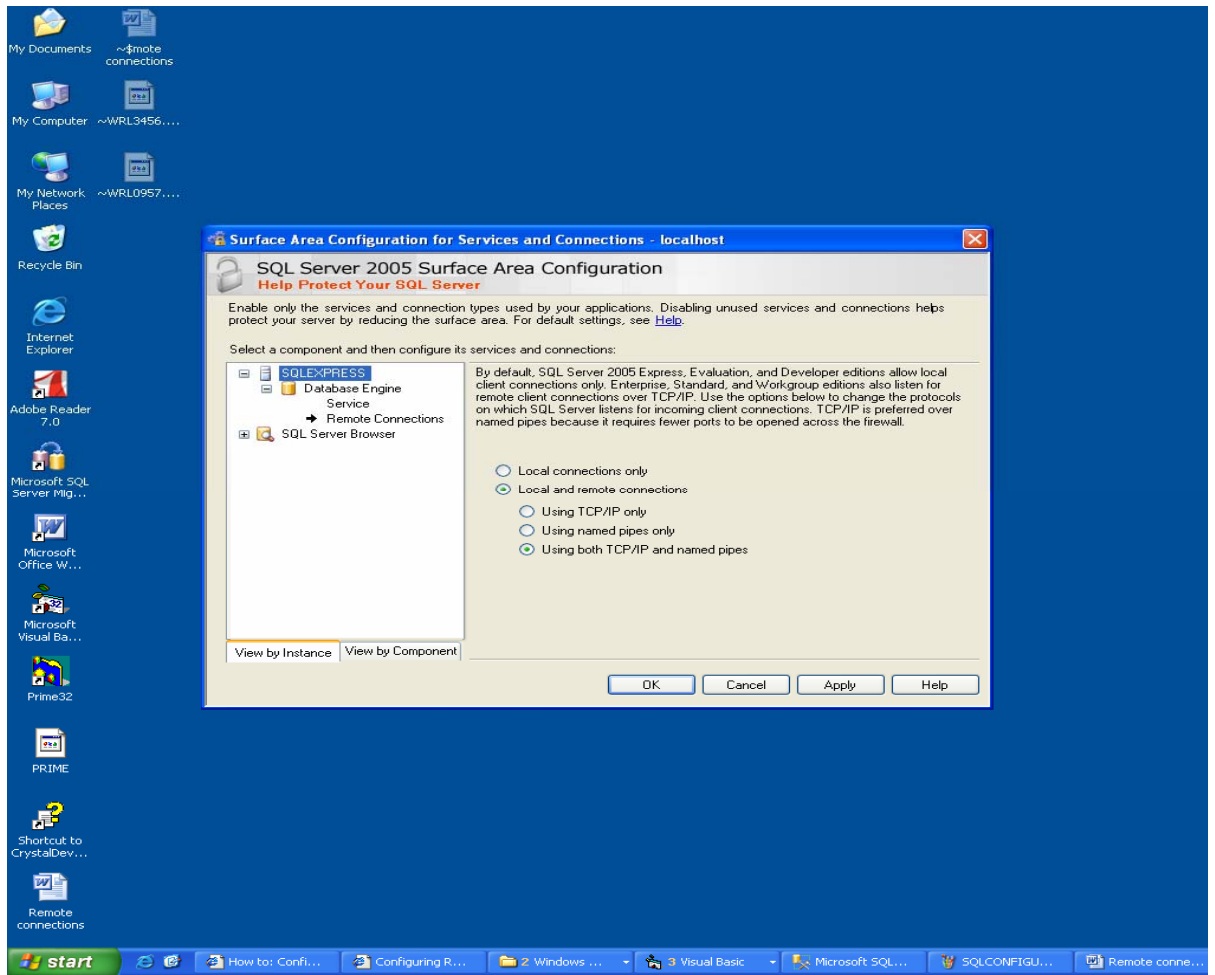 My Documents
~$mote
connections
My Computer
~WRL3456....
My Network
Places
~WRL0957....
Recycle Bin
Internet
Explorer
Adobe Reader
7.0
Microsoft SQL
Server Mig...
Microsoft
Office W...
Microsoft
Visual Ba...
Prime32
PRIME
Shortcut to
CrystalDev...
Remote
connections
Surface Area Configuration for Services and Connections - localhost
SQL Server 2005 Surface Area Configuration
Help Protect Your SQL Server
Enable only the services and connection types used by your applications. Disabling unused services and connections helps
protect your server by reducing the surface area. For default settings, see Help.
Select a component and then configure its services and connections:
SQLEXPRESS
Database Engine
Service
Remote Connections
SQL Server Browser
By default, SQL Server 2005 Express, Evaluation, and Developer editions allow local
client connections only. Enterprise, Standard, and Workgroup editions also listen for
remote client connections over TCP/IP. Use the options below to change the protocols
on which SQL Server listens for incoming client connections. TCP/IP is preferred over
named pipes because it requires fewer ports to be opened across the firewall.
Local connections only
Local and remote connections
Using TCP/IP only
Using named pipes only
Using both TCP/IP and named pipes
View by Instance
View by Component
OK
Cancel
Apply
Help
start
How to: Confi...
Configuring R...
2 Windows ...
3 Visual Basic
Microsoft SQL...
SQLCONFIGU...
Remote conne...